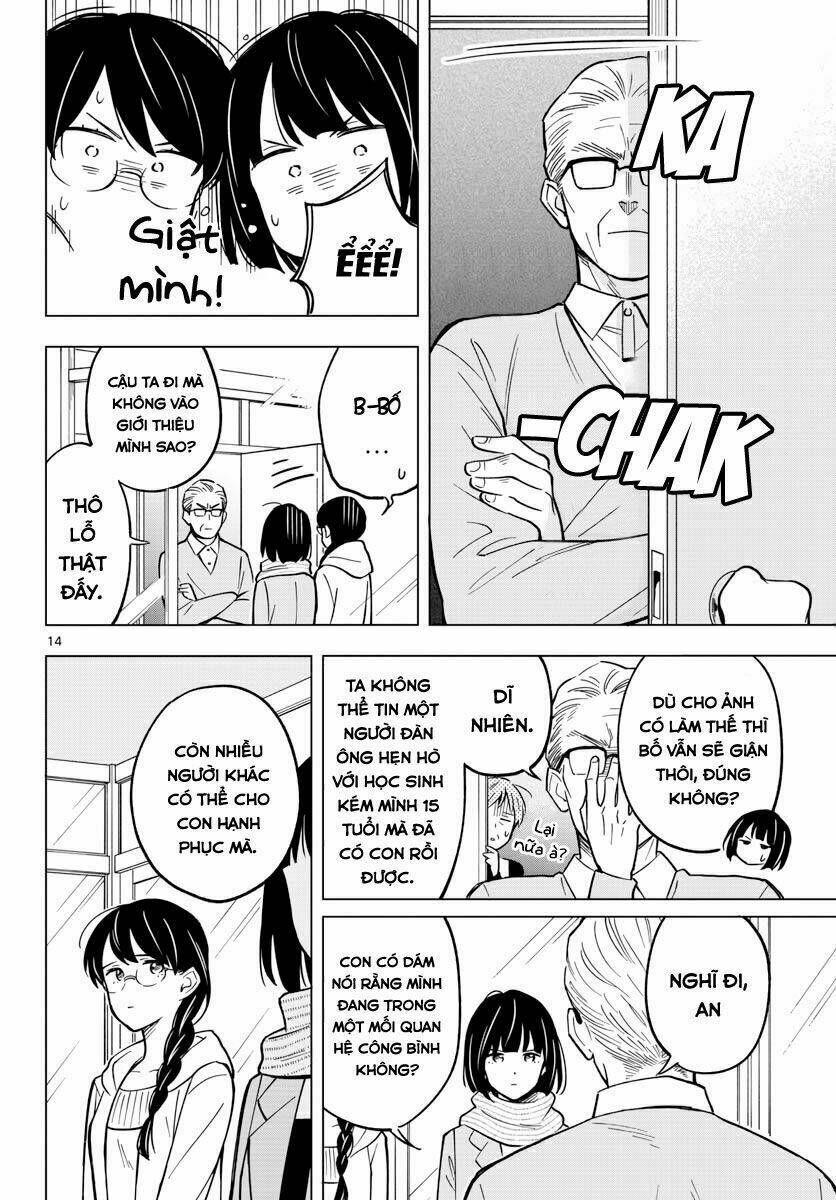 KA
-CHAK
ỂỂỂ!
Giật
mình!
B-BỐ
...
CẬU TA ĐI MÀ
KHÔNG VÀO
GIỚI THIỆU
MÌNH SAO?
THÔ
LỖ
THẬT
ĐẤY.
14
DÙ CHO ẢNH
CÓ LÀM THẾ THÌ
BỐ VẪN SẼ GIẬN
THÔI, ĐÚNG
KHÔNG?
DĨ
NHIÊN.
TA KHÔNG
THỂ TIN MỘT
NGƯỜI ĐÀN
ÔNG HẸN HÒ
VỚI HỌC SINH
KÉM MÌNH 15
TUỔI MÀ ĐÃ
CÓ CON RỒI
ĐƯỢC.
Lại
nữa à?
CÒN NHIỀU
NGƯỜI KHÁC
CÓ THỂ CHO
CON HẠNH
PHỤC MÀ.
NGHĨ ĐI,
AN
CON CÓ DÁM
NÓI RẰNG MÌNH
ĐANG TRONG
MỘT MỐI QUAN
HỆ CÔNG BÌNH
KHÔNG?